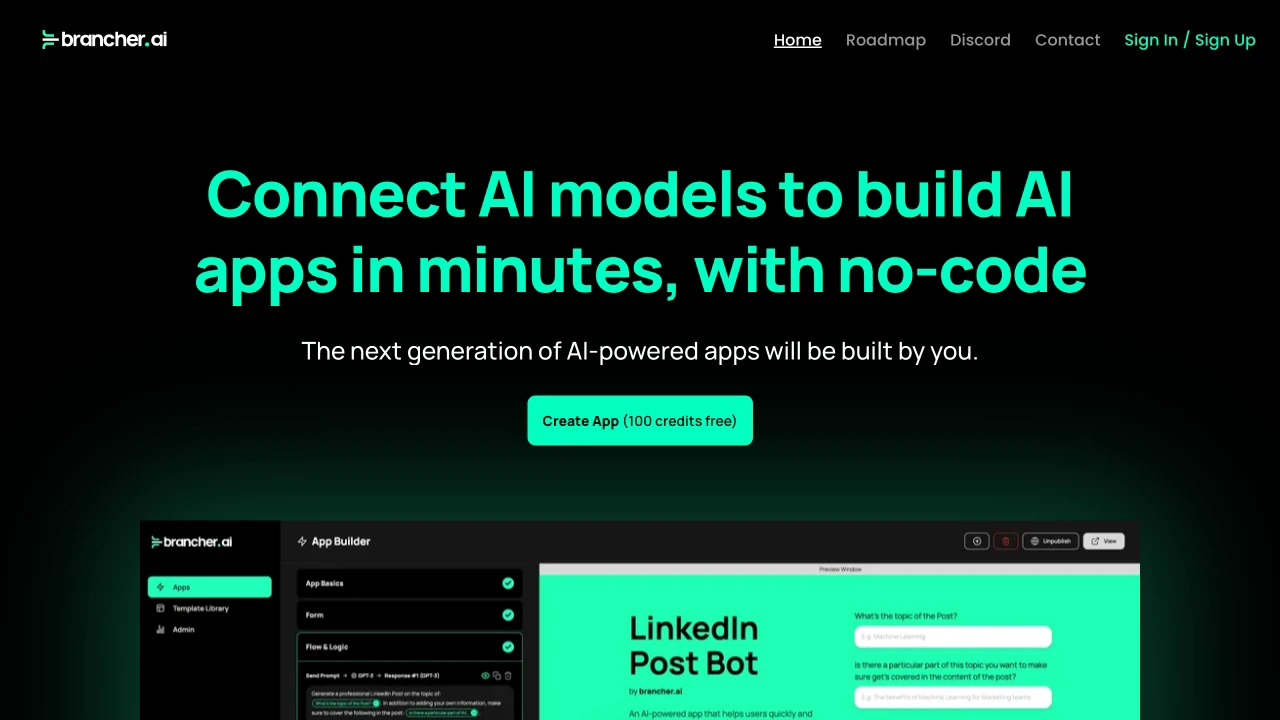 brancher.ai
Home
Roadmap
Discord
Contact
Sign In / Sign Up
Connect AI models to build AI
apps in minutes, with no-code
The next generation of AI-powered apps will be built by you.
Create App (100 credits free)
brancher.ai
App Builder
Unpublish
View
Apps
Template Library
Admin
App Basics
Form
Flow & Logic
Send Prompt → GPT-3 → Response #1 (GPT-3)
Generate a professional LinkedIn Post on the topic of:
What's the topic of the Post? . In addition to adding your own information, make
sure to cover the following in the post: Is there a particular part of th...
Preview Window
LinkedIn
Post Bot
by brancher.ai
An AI-powered app that helps users quickly and
What's the topic of the Post?
E.g. Machine Learning
Is there a particular part of this topic you want to make
sure get's covered in the content of the post?
E.g. The benefits of Machine Learning for Marketing teams